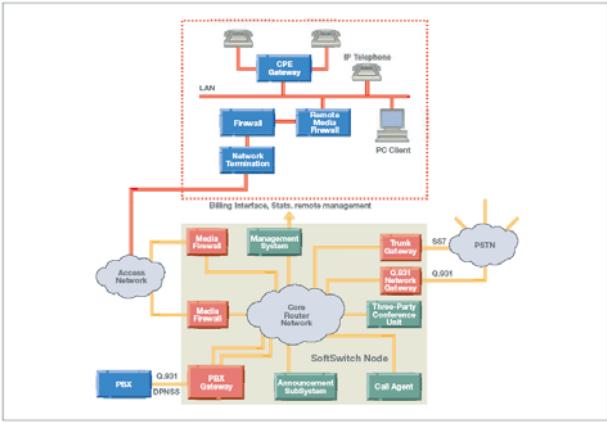 CPE
Gateway
IP Telephone
LAN
Firewall
Remote
Media
Firewall
PC Client
Network
Termination
Billing Interface, Stats. remote management
Media
Firewall
Management
System
Trunk
Gateway
SS7
PSTN
Access
Network
Q.931
Network
Gateway
Q.931
Media
Firewall
Core
Router
Network
Three-Party
Conference
Unit
SoftSwitch Node
PBX
Q.931
DPNSS
PBX
Gateway
Announcement
SubSystem
Call Agent